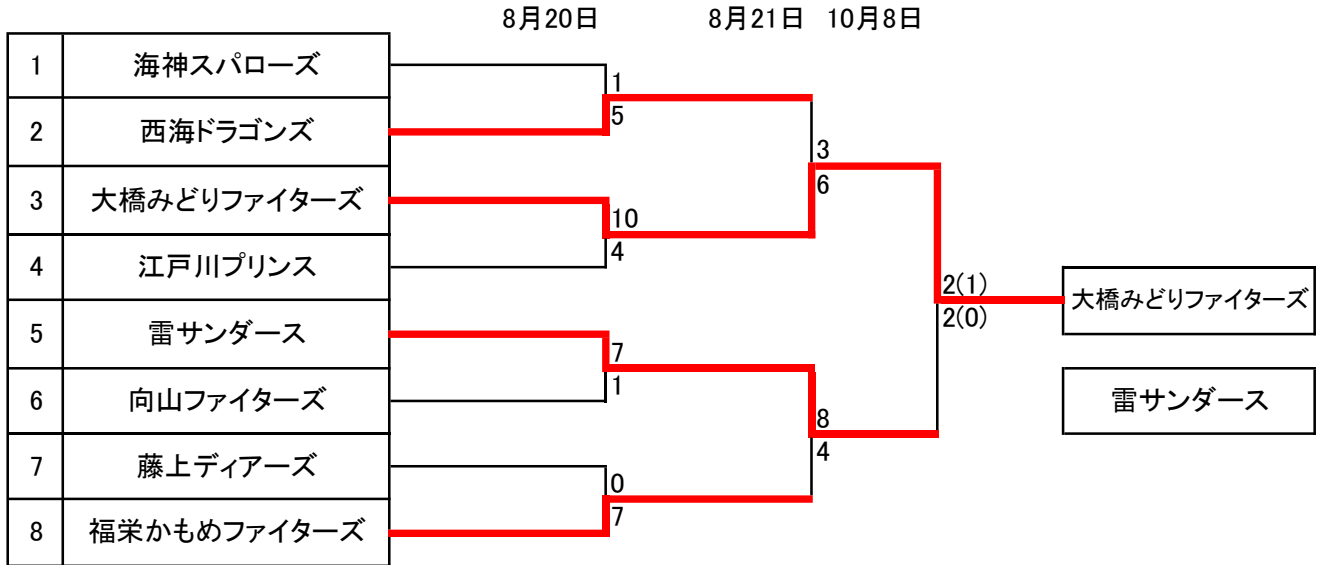 8月20日 8月21日 10月8日
1 海神スパローズ
1
2 西海ドラゴンズ
5
3
3 大橋みどりファイターズ
6
10
4 江戸川プリンス
4
2(1) 大橋みどりファイターズ
2(0)
5 雷サンダース
7
6 向山ファイターズ
1
雷サンダース
8
4
7 藤上ディアーズ
0
8 福栄かもめファイターズ
7